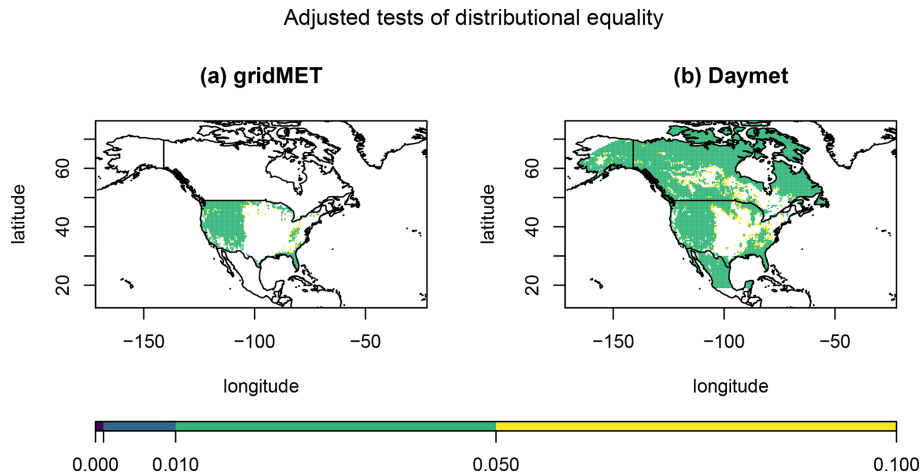 Adjusted tests of distributional equality
(a) gridMET
(b) Daymet
latitude
60
40
20
−150
−100
−50
longitude
latitude
60
40
20
−150
−100
−50
longitude
0.000
0.010
0.050
0.100